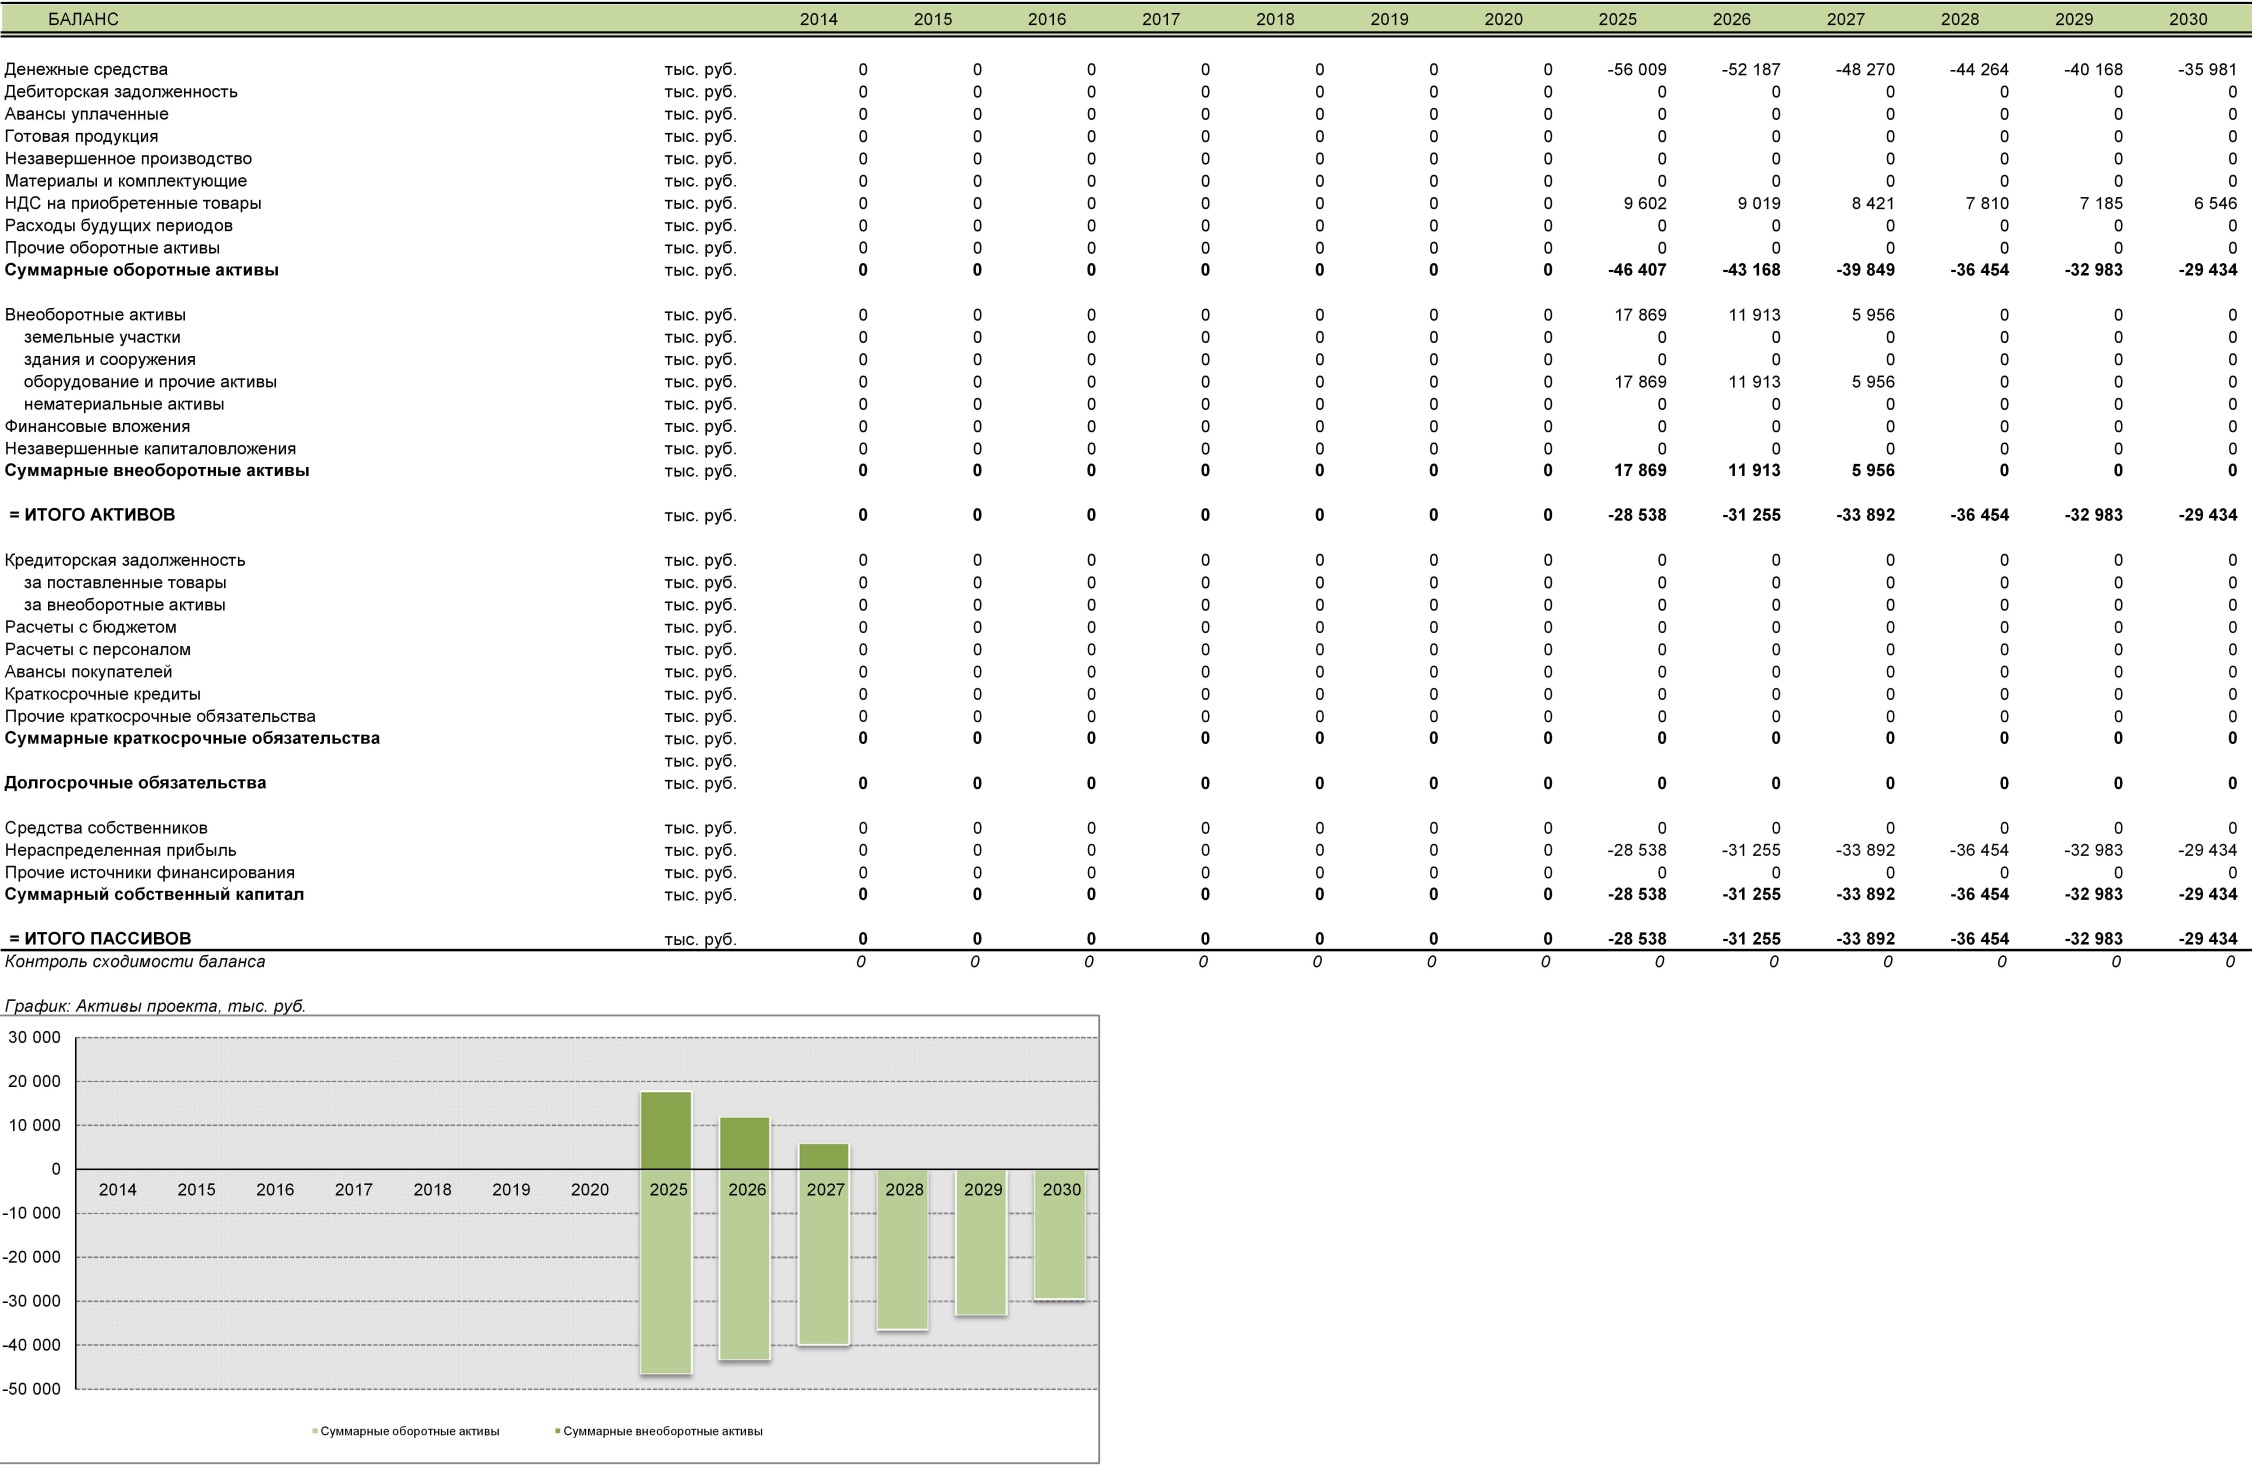 БАЛАНС 2014 2015 2016 2017 2018 2019 2020 2025 2026 2027 2028 2029 2030
Денежные средства тыс. руб. 0 0 0 0 0 0 0 -56 009 -52 187 -48 270 -44 264 -40 168 -35 981
Дебиторская задолженность тыс. руб. 0 0 0 0 0 0 0 0 0 0 0 0 0
Авансы уплаченные тыс. руб. 0 0 0 0 0 0 0 0 0 0 0 0 0
Готовая продукция тыс. руб. 0 0 0 0 0 0 0 0 0 0 0 0 0
Незавершенное производство тыс. руб. 0 0 0 0 0 0 0 0 0 0 0 0 0
Материалы и комплектующие тыс. руб. 0 0 0 0 0 0 0 0 0 0 0 0 0
НДС на приобретенные товары тыс. руб. 0 0 0 0 0 0 0 9 602 9 019 8 421 7 810 7 185 6 546
Расходы будущих периодов тыс. руб. 0 0 0 0 0 0 0 0 0 0 0 0 0
Прочие оборотные активы тыс. руб. 0 0 0 0 0 0 0 0 0 0 0 0 0
Суммарные оборотные активы тыс. руб. 0 0 0 0 0 0 0 -46 407 -43 168 -39 849 -36 454 -32 983 -29 434
Внеоборотные активы тыс. руб. 0 0 0 0 0 0 0 17 869 11 913 5 956 0 0 0
земельные участки тыс. руб. 0 0 0 0 0 0 0 0 0 0 0 0 0
здания и сооружения тыс. руб. 0 0 0 0 0 0 0 0 0 0 0 0 0
оборудование и прочие активы тыс. руб. 0 0 0 0 0 0 0 17 869 11 913 5 956 0 0 0
нематериальные активы тыс. руб. 0 0 0 0 0 0 0 0 0 0 0 0 0
Финансовые вложения тыс. руб. 0 0 0 0 0 0 0 0 0 0 0 0 0
Незавершенные капиталовложения тыс. руб. 0 0 0 0 0 0 0 0 0 0 0 0 0
Суммарные внеоборотные активы тыс. руб. 0 0 0 0 0 0 0 17 869 11 913 5 956 0 0 0
= ИТОГО АКТИВОВ тыс. руб. 0 0 0 0 0 0 0 -28 538 -31 255 -33 892 -36 454 -32 983 -29 434
Кредиторская задолженность тыс. руб. 0 0 0 0 0 0 0 0 0 0 0 0 0
за поставленные товары тыс. руб. 0 0 0 0 0 0 0 0 0 0 0 0 0
за внеоборотные активы тыс. руб. 0 0 0 0 0 0 0 0 0 0 0 0 0
Расчеты с бюджетом тыс. руб. 0 0 0 0 0 0 0 0 0 0 0 0 0
Расчеты с персоналом тыс. руб. 0 0 0 0 0 0 0 0 0 0 0 0 0
Авансы покупателей тыс. руб. 0 0 0 0 0 0 0 0 0 0 0 0 0
Краткосрочные кредиты тыс. руб. 0 0 0 0 0 0 0 0 0 0 0 0 0
Прочие краткосрочные обязательства тыс. руб. 0 0 0 0 0 0 0 0 0 0 0 0 0
Суммарные краткосрочные обязательства тыс. руб. 0 0 0 0 0 0 0 0 0 0 0 0 0
тыс. руб.
Долгосрочные обязательства тыс. руб. 0 0 0 0 0 0 0 0 0 0 0 0 0
Средства собственников тыс. руб. 0 0 0 0 0 0 0 0 0 0 0 0 0
Нераспределенная прибыль тыс. руб. 0 0 0 0 0 0 0 -28 538 -31 255 -33 892 -36 454 -32 983 -29 434
Прочие источники финансирования тыс. руб. 0 0 0 0 0 0 0 0 0 0 0 0 0
Суммарный собственный капитал тыс. руб. 0 0 0 0 0 0 0 -28 538 -31 255 -33 892 -36 454 -32 983 -29 434
= ИТОГО ПАССИВОВ тыс. руб. 0 0 0 0 0 0 0 -28 538 -31 255 -33 892 -36 454 -32 983 -29 434
Контроль сходимости баланса 0 0 0 0 0 0 0 0 0 0 0 0 0
График: Активы проекта, тыс. руб.
30 000
20 000
10 000
0
2014 2015 2016 2017 2018 2019 2020 2025 2026 2027 2028 2029 2030
-10 000
-20 000
-30 000
-40 000
-50 000
Суммарные оборотные активы Суммарные внеоборотные активы